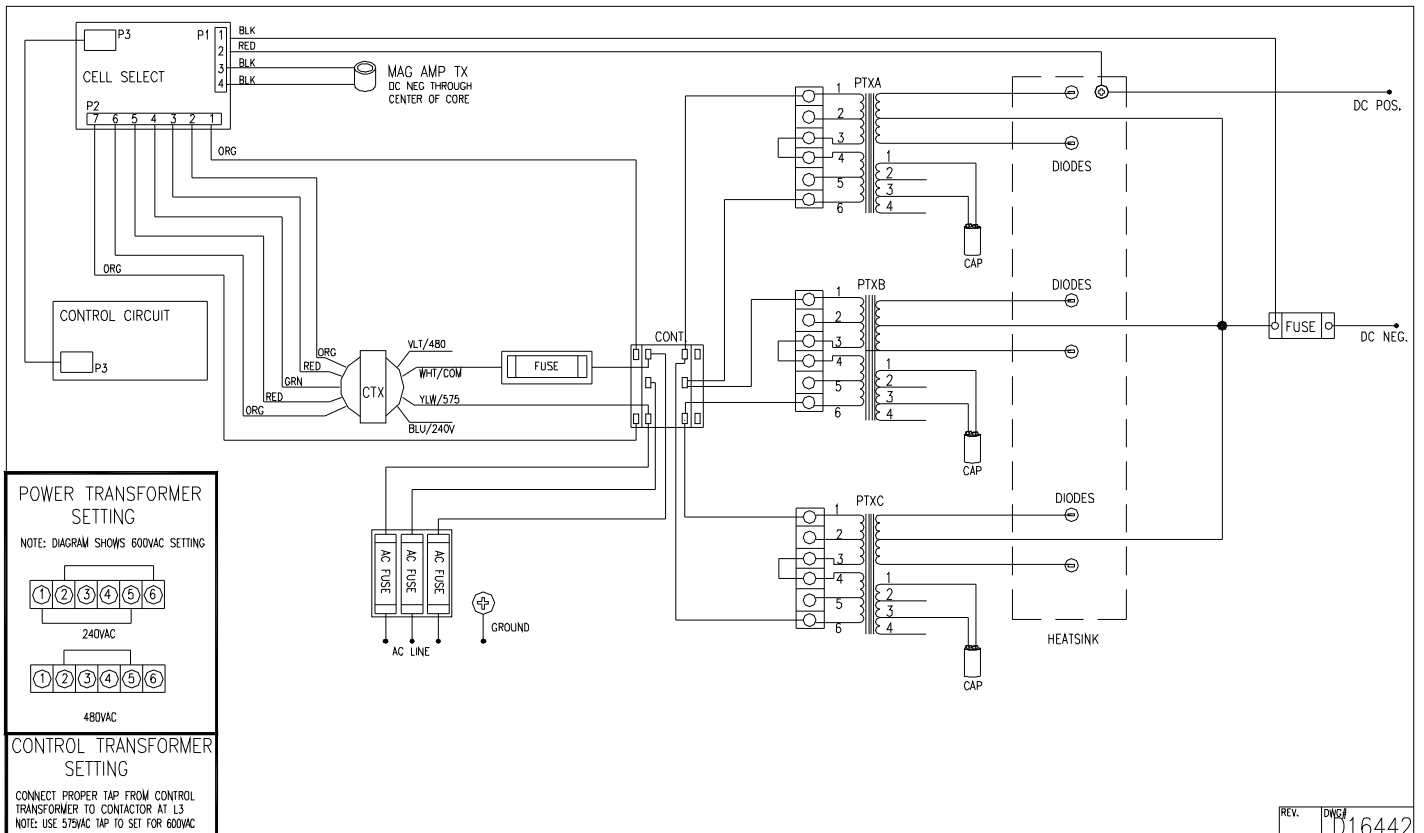 P3
P1
1
BLK
2
RED
3
BLK
4
BLK
CELL SELECT
MAG AMP TX
DC NEG THROUGH
CENTER OF CORE
P2
7 6 5 4 3 2 1
ORG
ORG
CONTROL CIRCUIT
P3
ORG
RED
GRN
RED
ORG
CTX
VLT/480
WHT/COM
YLW/575
BLU/240V
FUSE
CONT.
AC FUSE
AC FUSE
AC FUSE
AC LINE
GROUND
PTXA
1
2
3
4
5
6
1
2
3
4
CAP
DIODES
DC POS.
PTXB
1
2
3
4
5
6
1
2
3
4
CAP
DIODES
FUSE
DC NEG.
PTXC
1
2
3
4
5
6
1
2
3
4
CAP
DIODES
HEATSINK
POWER TRANSFORMER
SETTING
NOTE: DIAGRAM SHOWS 600VAC SETTING
1 2 3 4 5 6
240VAC
1 2 3 4 5 6
480VAC
CONTROL TRANSFORMER
SETTING
CONNECT PROPER TAP FROM CONTROL
TRANSFORMER TO CONTACTOR AT L3
NOTE: USE 575VAC TAP TO SET FOR 600VAC
REV.
DWG#
D16442